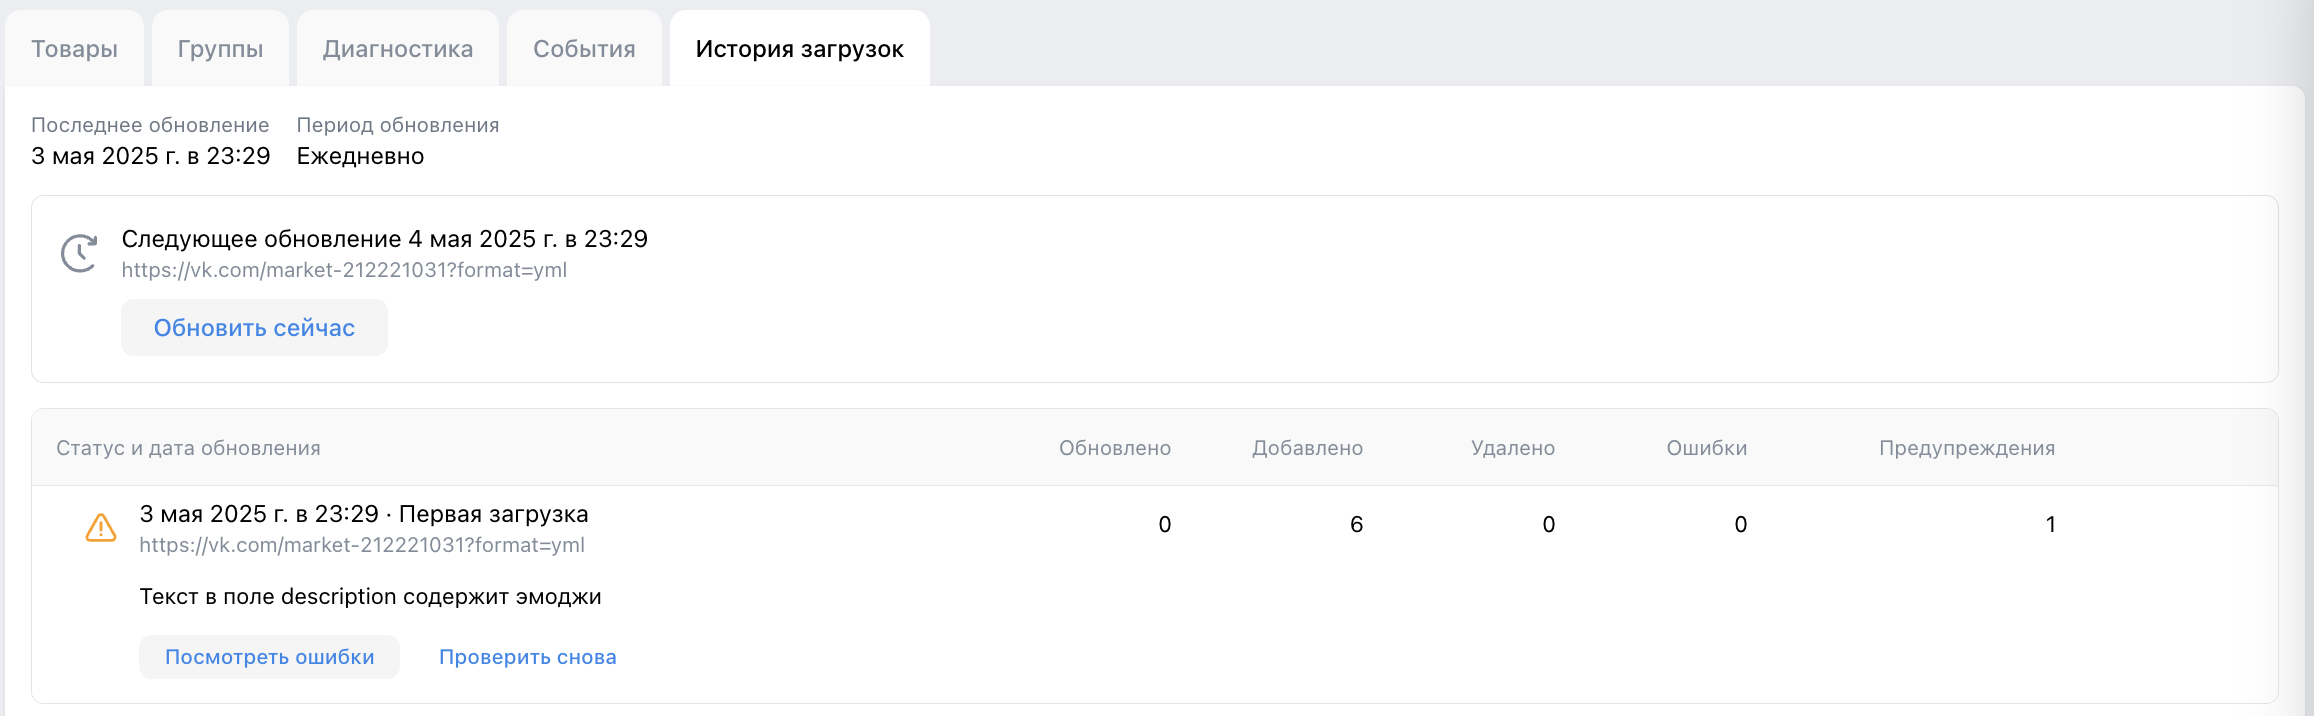 Товары Группы Диагностика События История загрузок
Последнее обновление Период обновления
3 мая 2025 г. в 23:29 Ежедневно
Следующее обновление 4 мая 2025 г. в 23:29
https://vk.com/market-212221031?format=yml
Обновить сейчас
Статус и дата обновления Обновлено Добавлено Удалено Ошибки Предупреждения
3 мая 2025 г. в 23:29 · Первая загрузка 0 6 0 0 1
https://vk.com/market-212221031?format=yml
Текст в поле description содержит эмоджи
Посмотреть ошибки Проверить снова